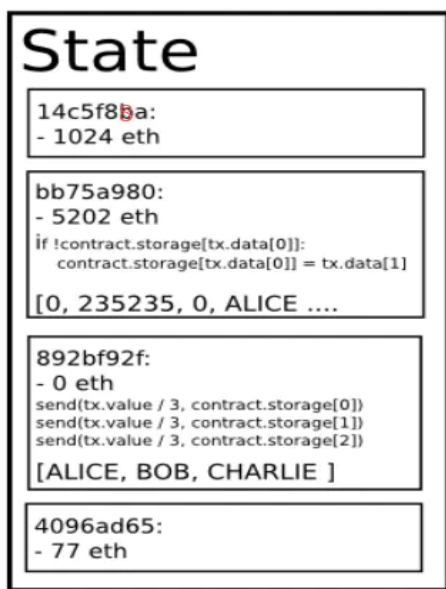 State
14c5f8ba:
- 1024 eth
bb75a980:
- 5202 eth
if !contract.storage[tx.data[0]]:
contract.storage[tx.data[0]] = tx.data[1]
[0, 235235, 0, ALICE ....
892bf92f:
- 0 eth
send(tx.value / 3, contract.storage[0])
send(tx.value / 3, contract.storage[1])
send(tx.value / 3, contract.storage[2])
[ALICE, BOB, CHARLIE ]
4096ad65:
- 77 eth